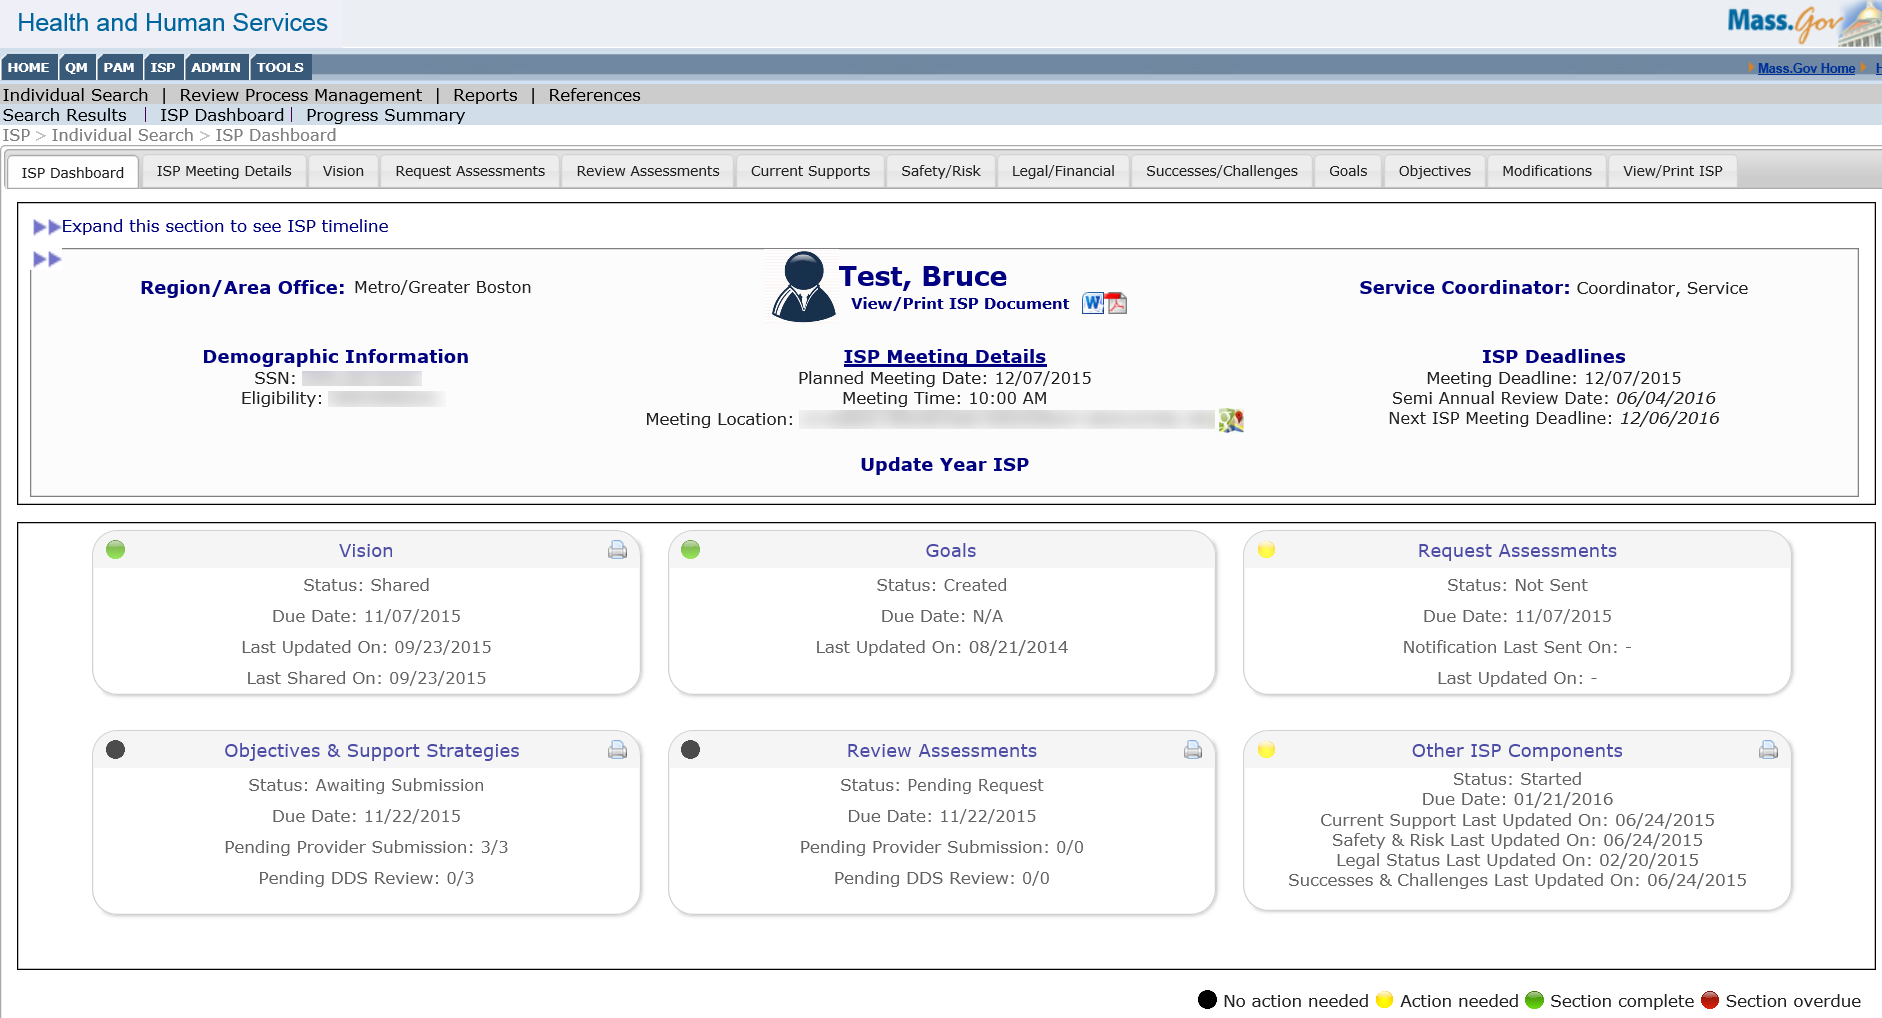 Health and Human Services
Mass.Gov
HOME QM PAM ISP ADMIN TOOLS
Mass.Gov Home
Individual Search | Review Process Management | Reports | References
Search Results | ISP Dashboard | Progress Summary
ISP > Individual Search > ISP Dashboard
ISP Dashboard ISP Meeting Details Vision Request Assessments Review Assessments Current Supports Safety/Risk Legal/Financial Successes/Challenges Goals Objectives Modifications View/Print ISP
Expand this section to see ISP timeline
Region/Area Office: Metro/Greater Boston
Test, Bruce
View/Print ISP Document
Service Coordinator: Coordinator, Service
Demographic Information
SSN:
Eligibility:
ISP Meeting Details
Planned Meeting Date: 12/07/2015
Meeting Time: 10:00 AM
Meeting Location:
Update Year ISP
ISP Deadlines
Meeting Deadline: 12/07/2015
Semi Annual Review Date: 06/04/2016
Next ISP Meeting Deadline: 12/06/2016
Vision
Status: Shared
Due Date: 11/07/2015
Last Updated On: 09/23/2015
Last Shared On: 09/23/2015
Goals
Status: Created
Due Date: N/A
Last Updated On: 08/21/2014
Request Assessments
Status: Not Sent
Due Date: 11/07/2015
Notification Last Sent On: -
Last Updated On: -
Objectives & Support Strategies
Status: Awaiting Submission
Due Date: 11/22/2015
Pending Provider Submission: 3/3
Pending DDS Review: 0/3
Review Assessments
Status: Pending Request
Due Date: 11/22/2015
Pending Provider Submission: 0/0
Pending DDS Review: 0/0
Other ISP Components
Status: Started
Due Date: 01/21/2016
Current Support Last Updated On: 06/24/2015
Safety & Risk Last Updated On: 06/24/2015
Legal Status Last Updated On: 02/20/2015
Successes & Challenges Last Updated On: 06/24/2015
No action needed Action needed Section complete Section overdue